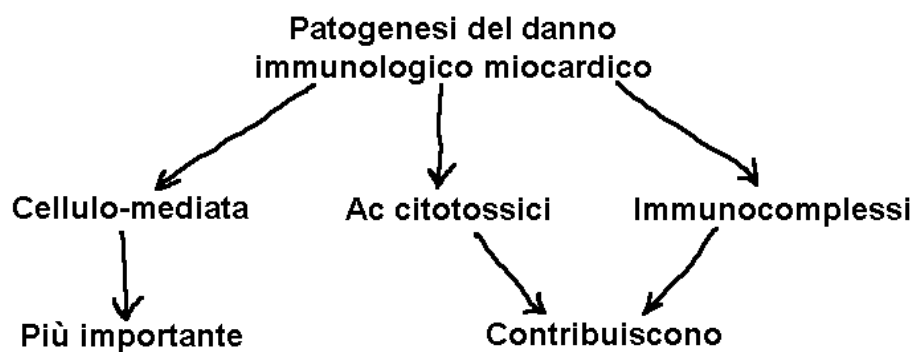 Patogenesi del danno
immunologico miocardico
Cellulo-mediata
Ac citotossici
Immunocomplessi
Più importante
Contribuiscono